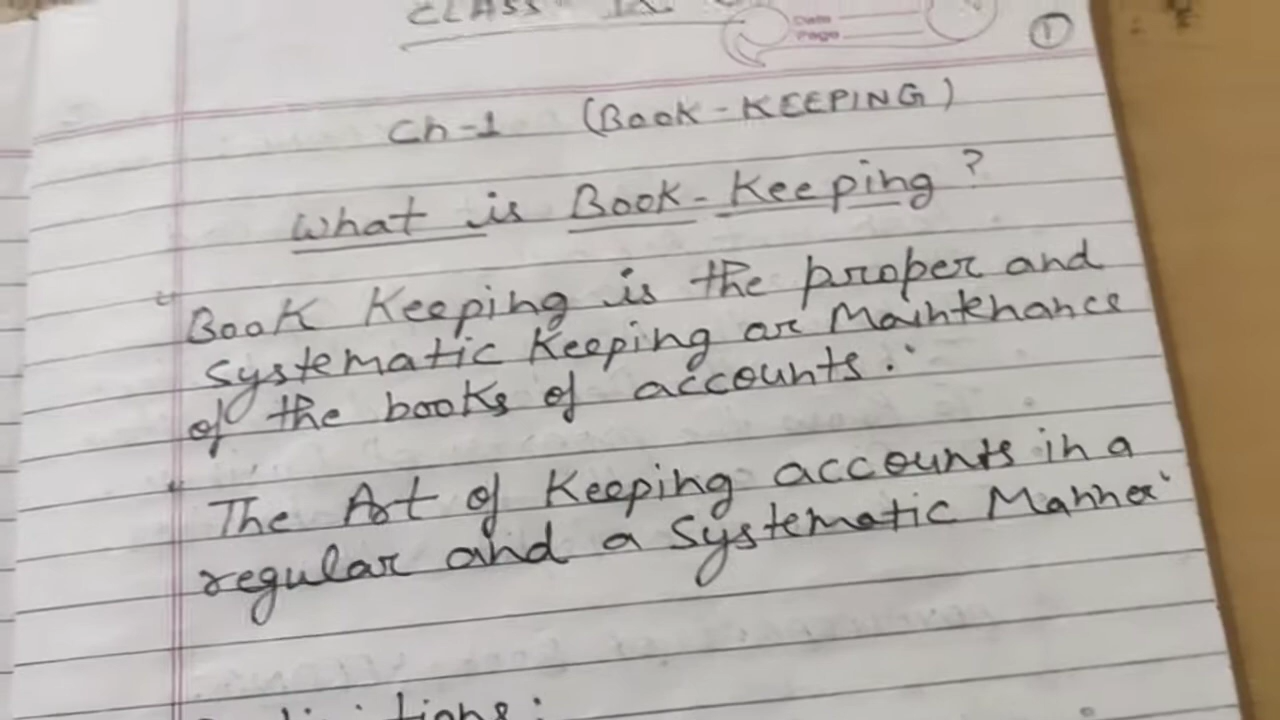 CLASS IX
Date
Page
1
Ch-1 (BOOK-KEEPING)
What is Book-Keeping?
"Book Keeping is the proper and
systematic Keeping or Maintenance
of the books of accounts."
"The Art of Keeping accounts in a
regular and a systematic Manner"